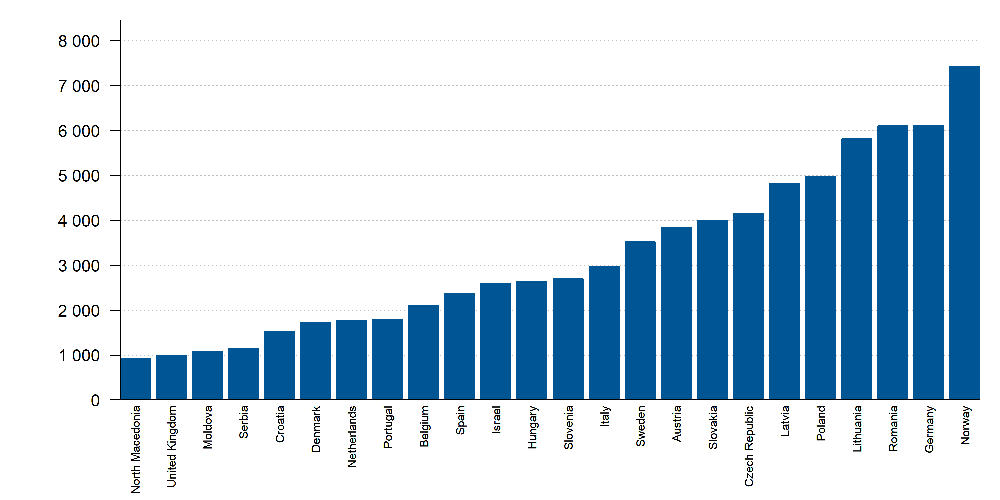 8 000
7 000
6 000
5 000
4 000
3 000
2 000
1 000
0
North Macedonia
United Kingdom
Moldova
Serbia
Croatia
Denmark
Netherlands
Portugal
Belgium
Spain
Israel
Hungary
Slovenia
Italy
Sweden
Austria
Slovakia
Czech Republic
Latvia
Poland
Lithuania
Romania
Germany
Norway